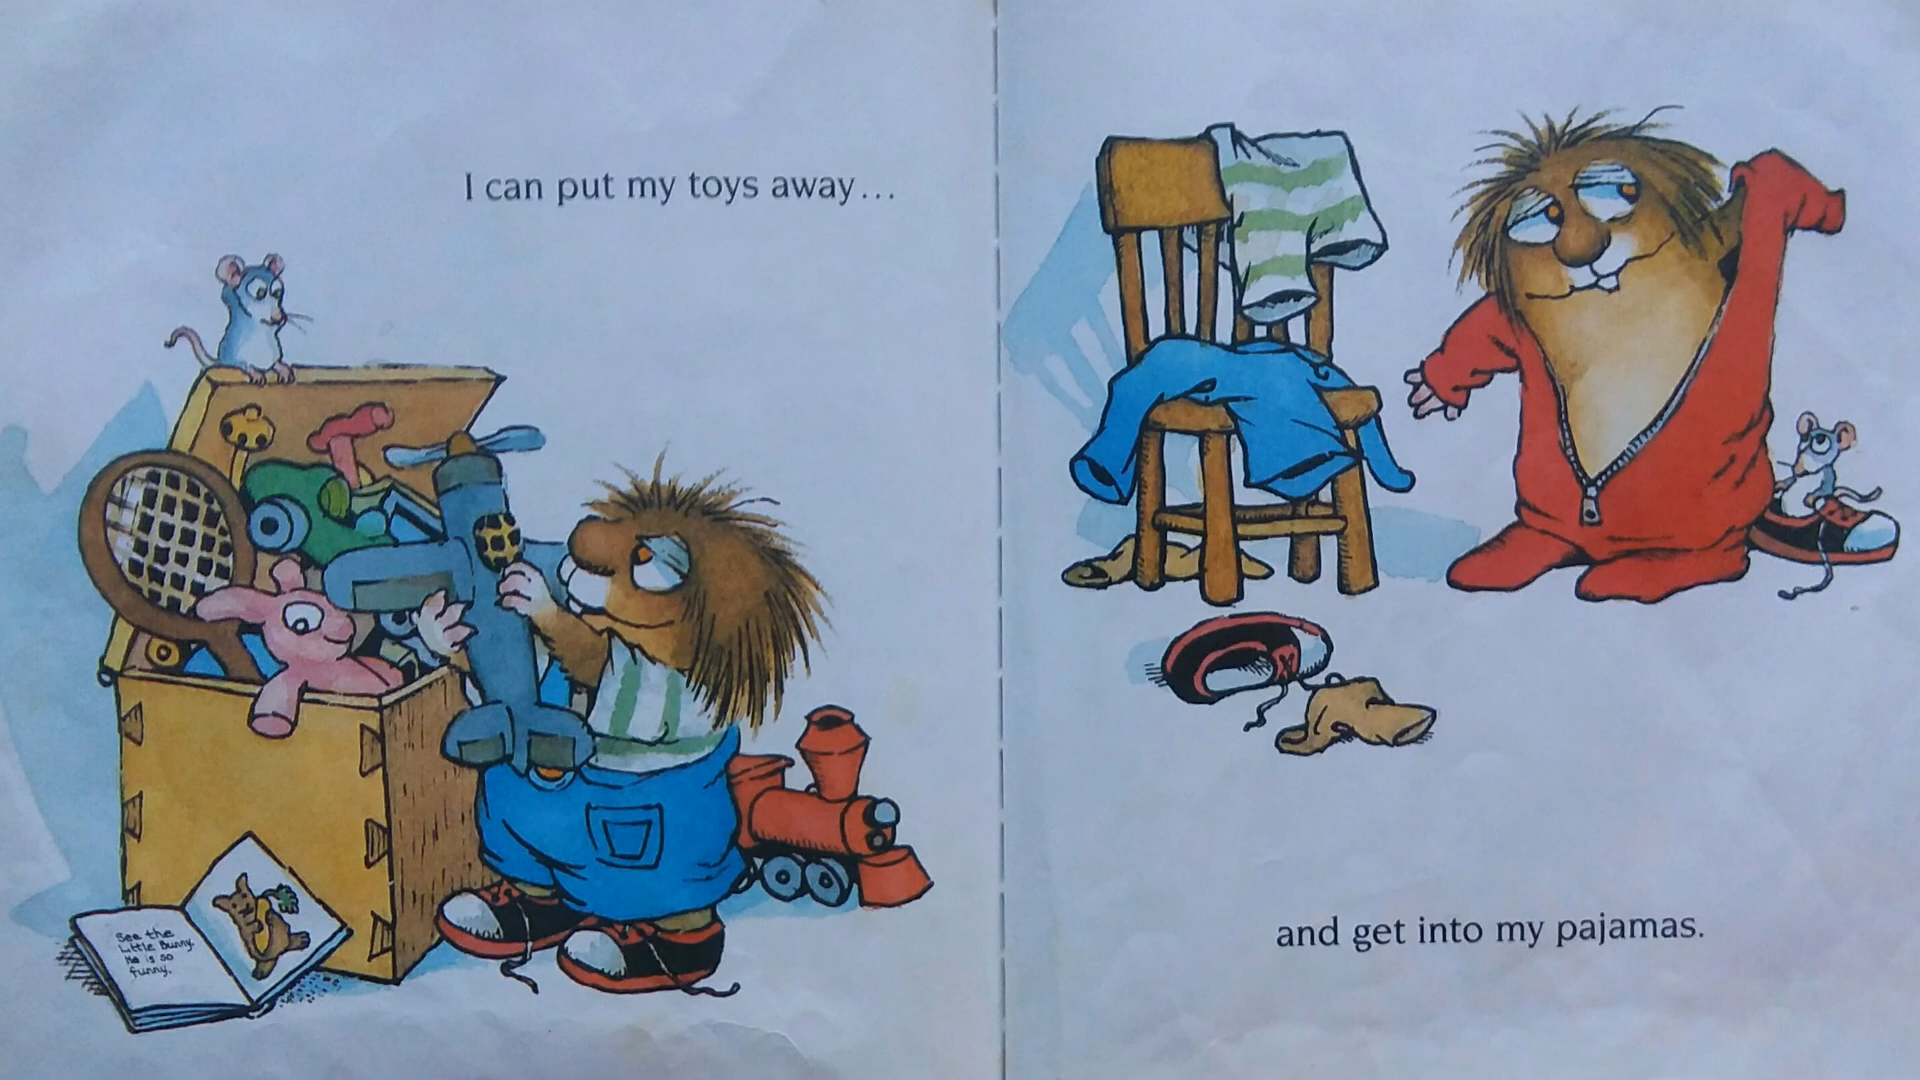 I can put my toys away...
See the
Little Bunny.
He is so
funny.
and get into my pajamas.